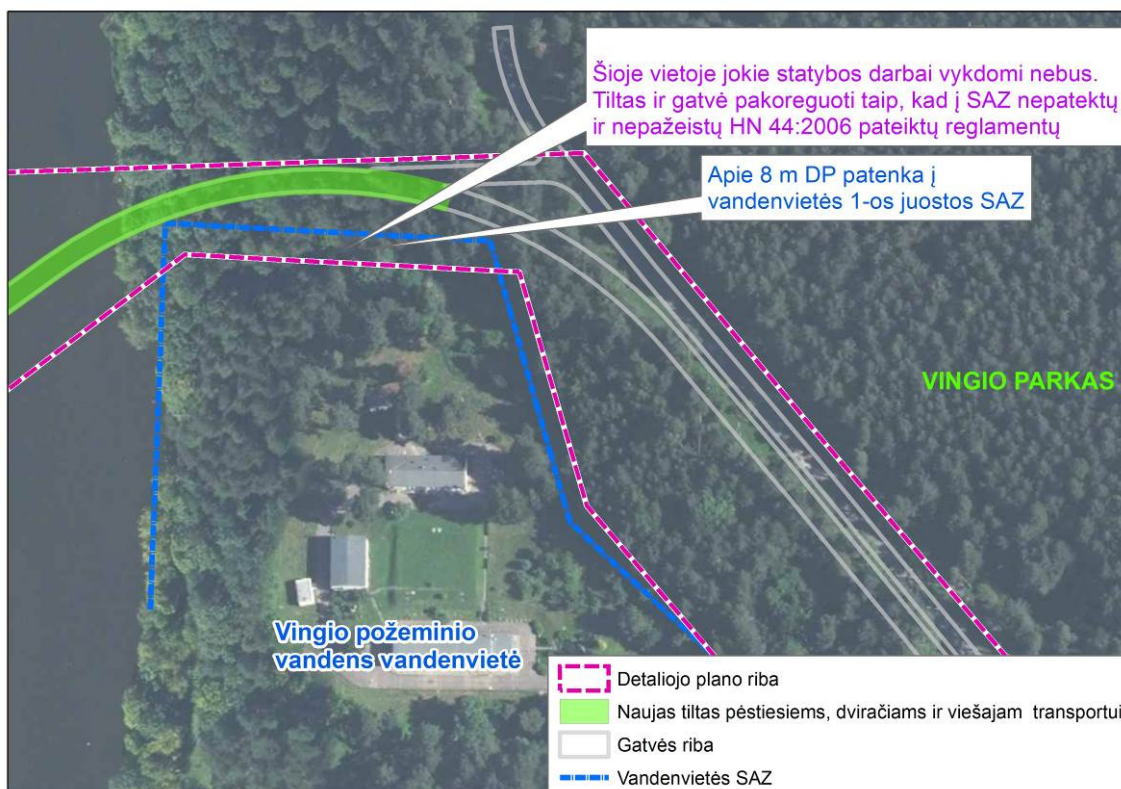 Šioje vietoje jokie statybos darbai vykdomi nebus.
Tiltas ir gatvė pakoreguoti taip, kad į SAZ nepatektų
ir nepažeistų HN 44:2006 pateiktų reglamentų
Apie 8 m DP patenka į
vandenvietės 1-os juostos SAZ
VINGIO PARKAS
Vingio požeminio
vandens vandenvietė
Detaliojo plano riba
Naujas tiltas pėstiesiems, dviračiams ir viešajam transportui
Gatvės riba
Vandenvietės SAZ